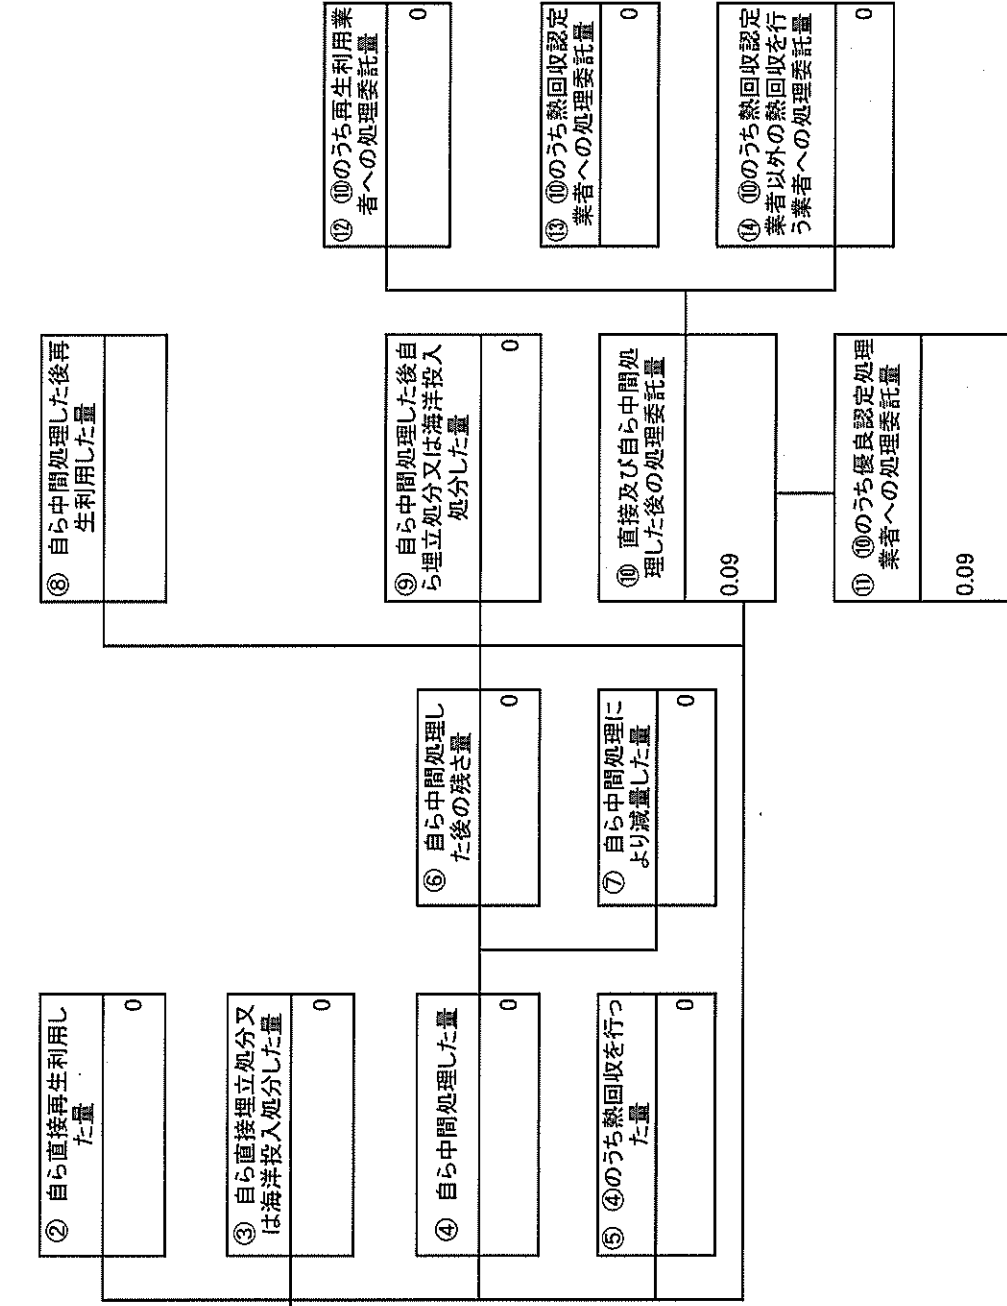 ② 自ら直接再生利用し
た量
0
③ 自ら直接埋立処分又
は海洋投入処分した量
0
④ 自ら中間処理した量
0
⑤ ④のうち熱回収を行っ
た量
0
⑥ 自ら中間処理し
た後の残さ量
0
⑦ 自ら中間処理に
より減量した量
0
⑧ 自ら中間処理した後再
生利用した量
⑨ 自ら中間処理した後自
ら埋立処分又は海洋投入
処分した量
0
⑩ 直接及び自ら中間処
理した後の処理委託量
0.09
⑪ ⑩のうち優良認定処理
業者への処理委託量
0.09
⑫ ⑩のうち再生利用業
者への処理委託量
0
⑬ ⑩のうち熱回収認定
業者への処理委託量
0
⑭ ⑩のうち熱回収認定
業者以外の熱回収を行
う業者への処理委託量
0